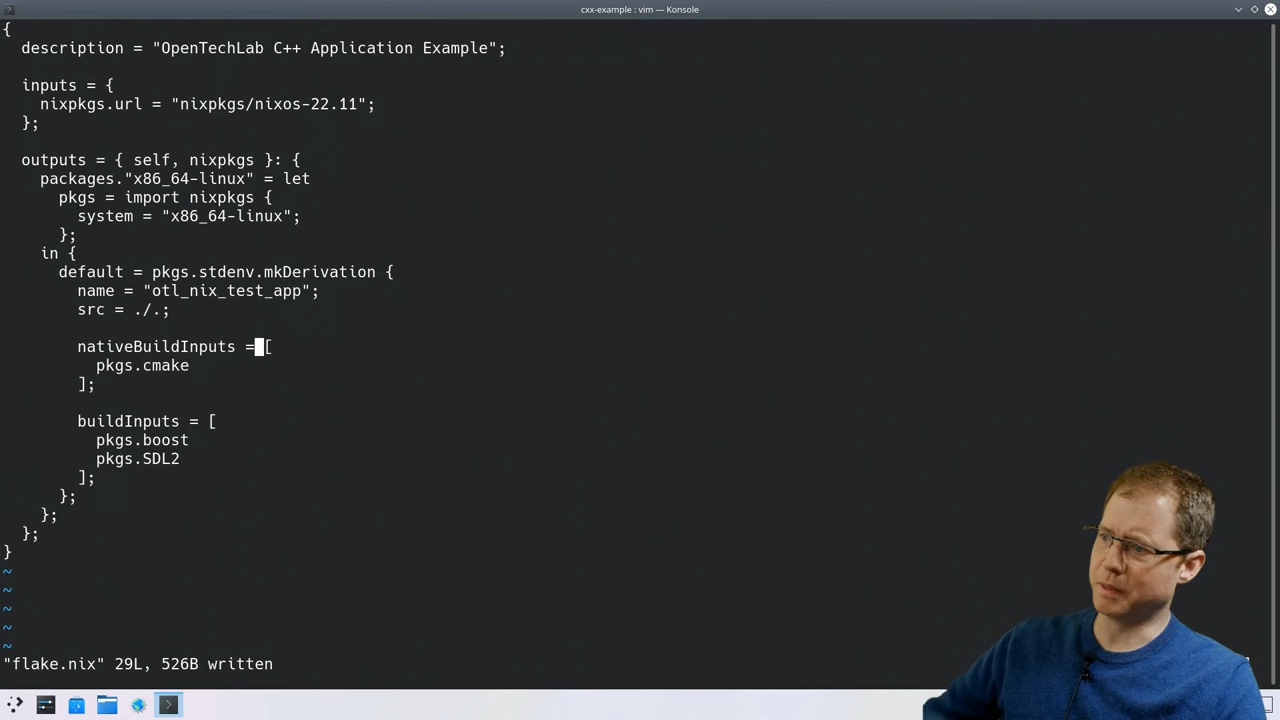 cxx-example : vim — Konsole
{
  description = "OpenTechLab C++ Application Example";

  inputs = {
    nixpkgs.url = "nixpkgs/nixos-22.11";
  };

  outputs = { self, nixpkgs }: {
    packages."x86_64-linux" = let
      pkgs = import nixpkgs {
        system = "x86_64-linux";
      };
    in {
      default = pkgs.stdenv.mkDerivation {
        name = "otl_nix_test_app";
        src = ./.;

        nativeBuildInputs = [
          pkgs.cmake
        ];

        buildInputs = [
          pkgs.boost
          pkgs.SDL2
        ];
      };
    };
  };
}
~
~
~
~
~
"flake.nix" 29L, 526B written